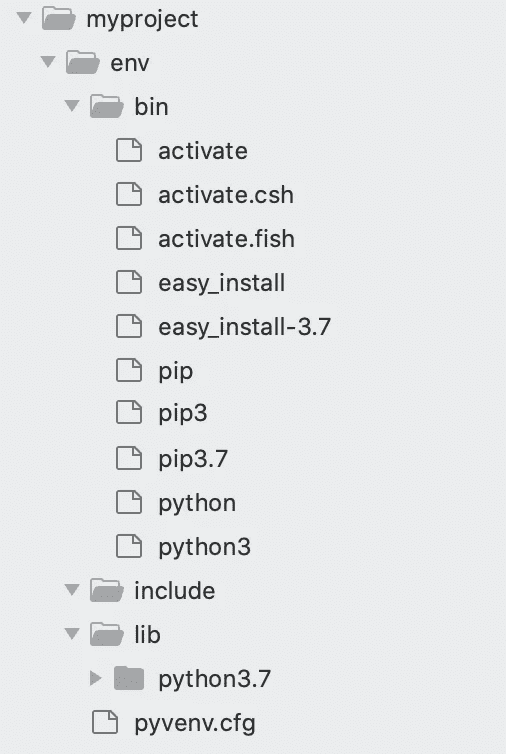 myproject
env
bin
activate
activate.csh
activate.fish
easy_install
easy_install-3.7
pip
pip3
pip3.7
python
python3
include
lib
python3.7
pyvenv.cfg